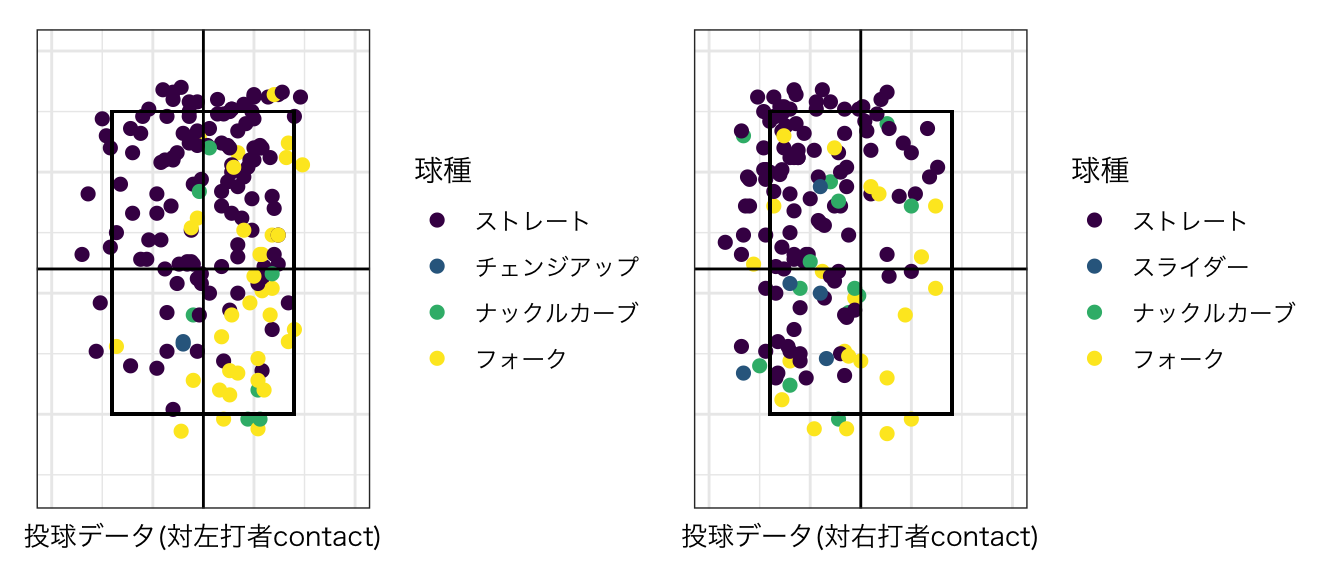 球種
ストレート
チェンジアップ
ナックルカーブ
フォーク
投球データ(対左打者contact)
球種
ストレート
スライダー
ナックルカーブ
フォーク
投球データ(対右打者contact)